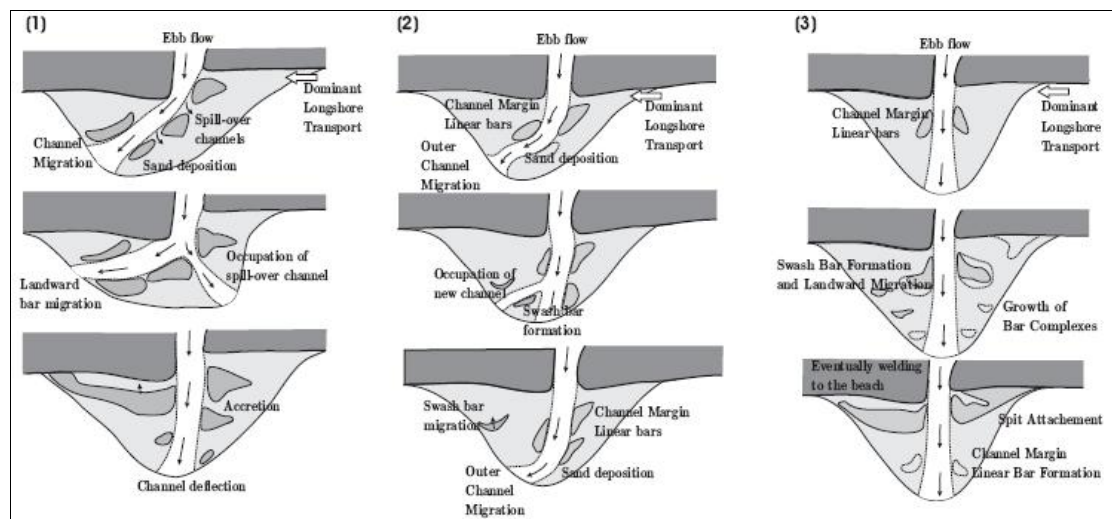 (1)
Ebb flow
Dominant
Longshore
Transport
Spill-over
channels
Channel
Migration
Sand deposition
Occupation of
spill-over channel
Landward
bar migration
Accretion
Channel deflection
(2)
Ebb flow
Channel Margin
Linear bars
Dominant
Longshore
Transport
Outer
Channel
Migration
Sand deposition
Occupation of
new channel
Swash bar
formation
Swash bar
migration
Channel Margin
Linear bars
Outer
Channel
Migration
Sand deposition
(3)
Ebb flow
Channel Margin
Linear bars
Dominant
Longshore
Transport
Swash Bar Formation
and Landward Migration
Growth of
Bar Complexes
Eventually welding
to the beach
Spit Attachement
Channel Margin
Linear Bar Formation